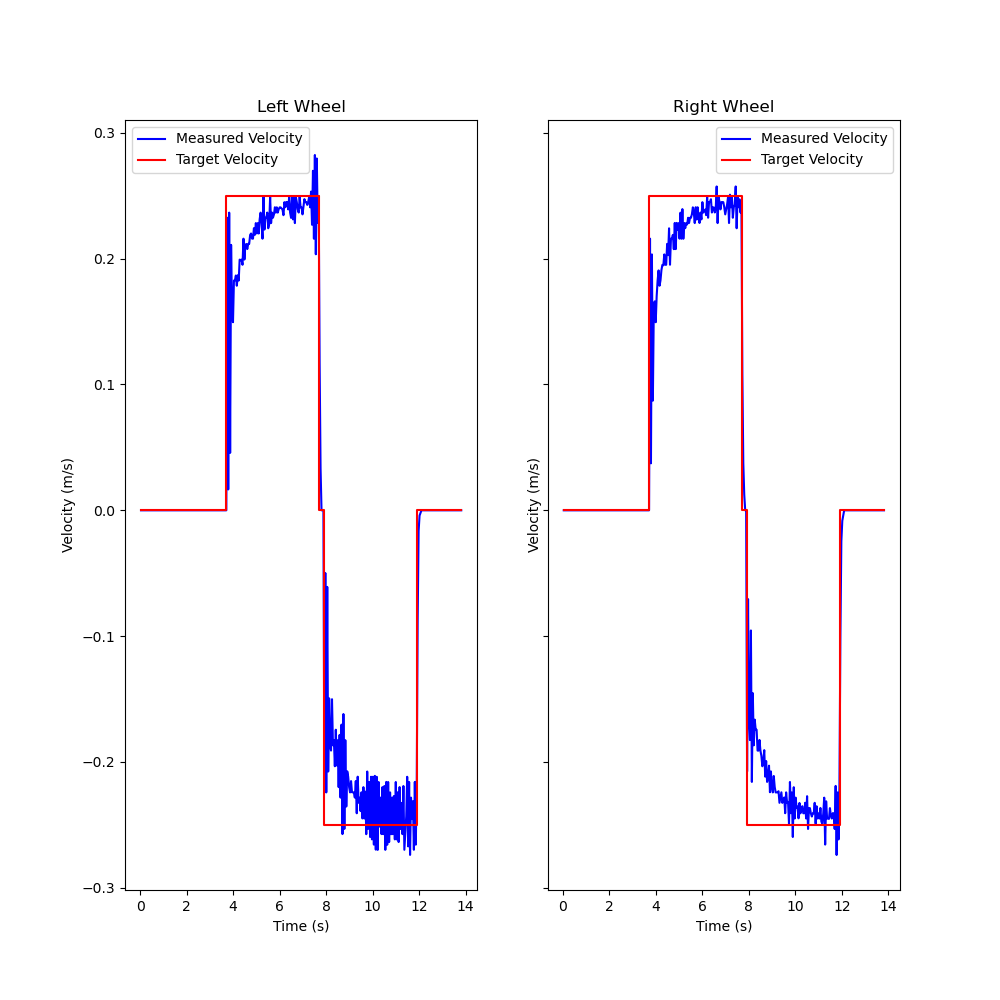 Left Wheel
Measured Velocity
Target Velocity
0.3
0.2
0.1
0.0
−0.1
−0.2
−0.3
Velocity (m/s)
0 2 4 6 8 10 12 14
Time (s)
Right Wheel
Measured Velocity
Target Velocity
Velocity (m/s)
0 2 4 6 8 10 12 14
Time (s)